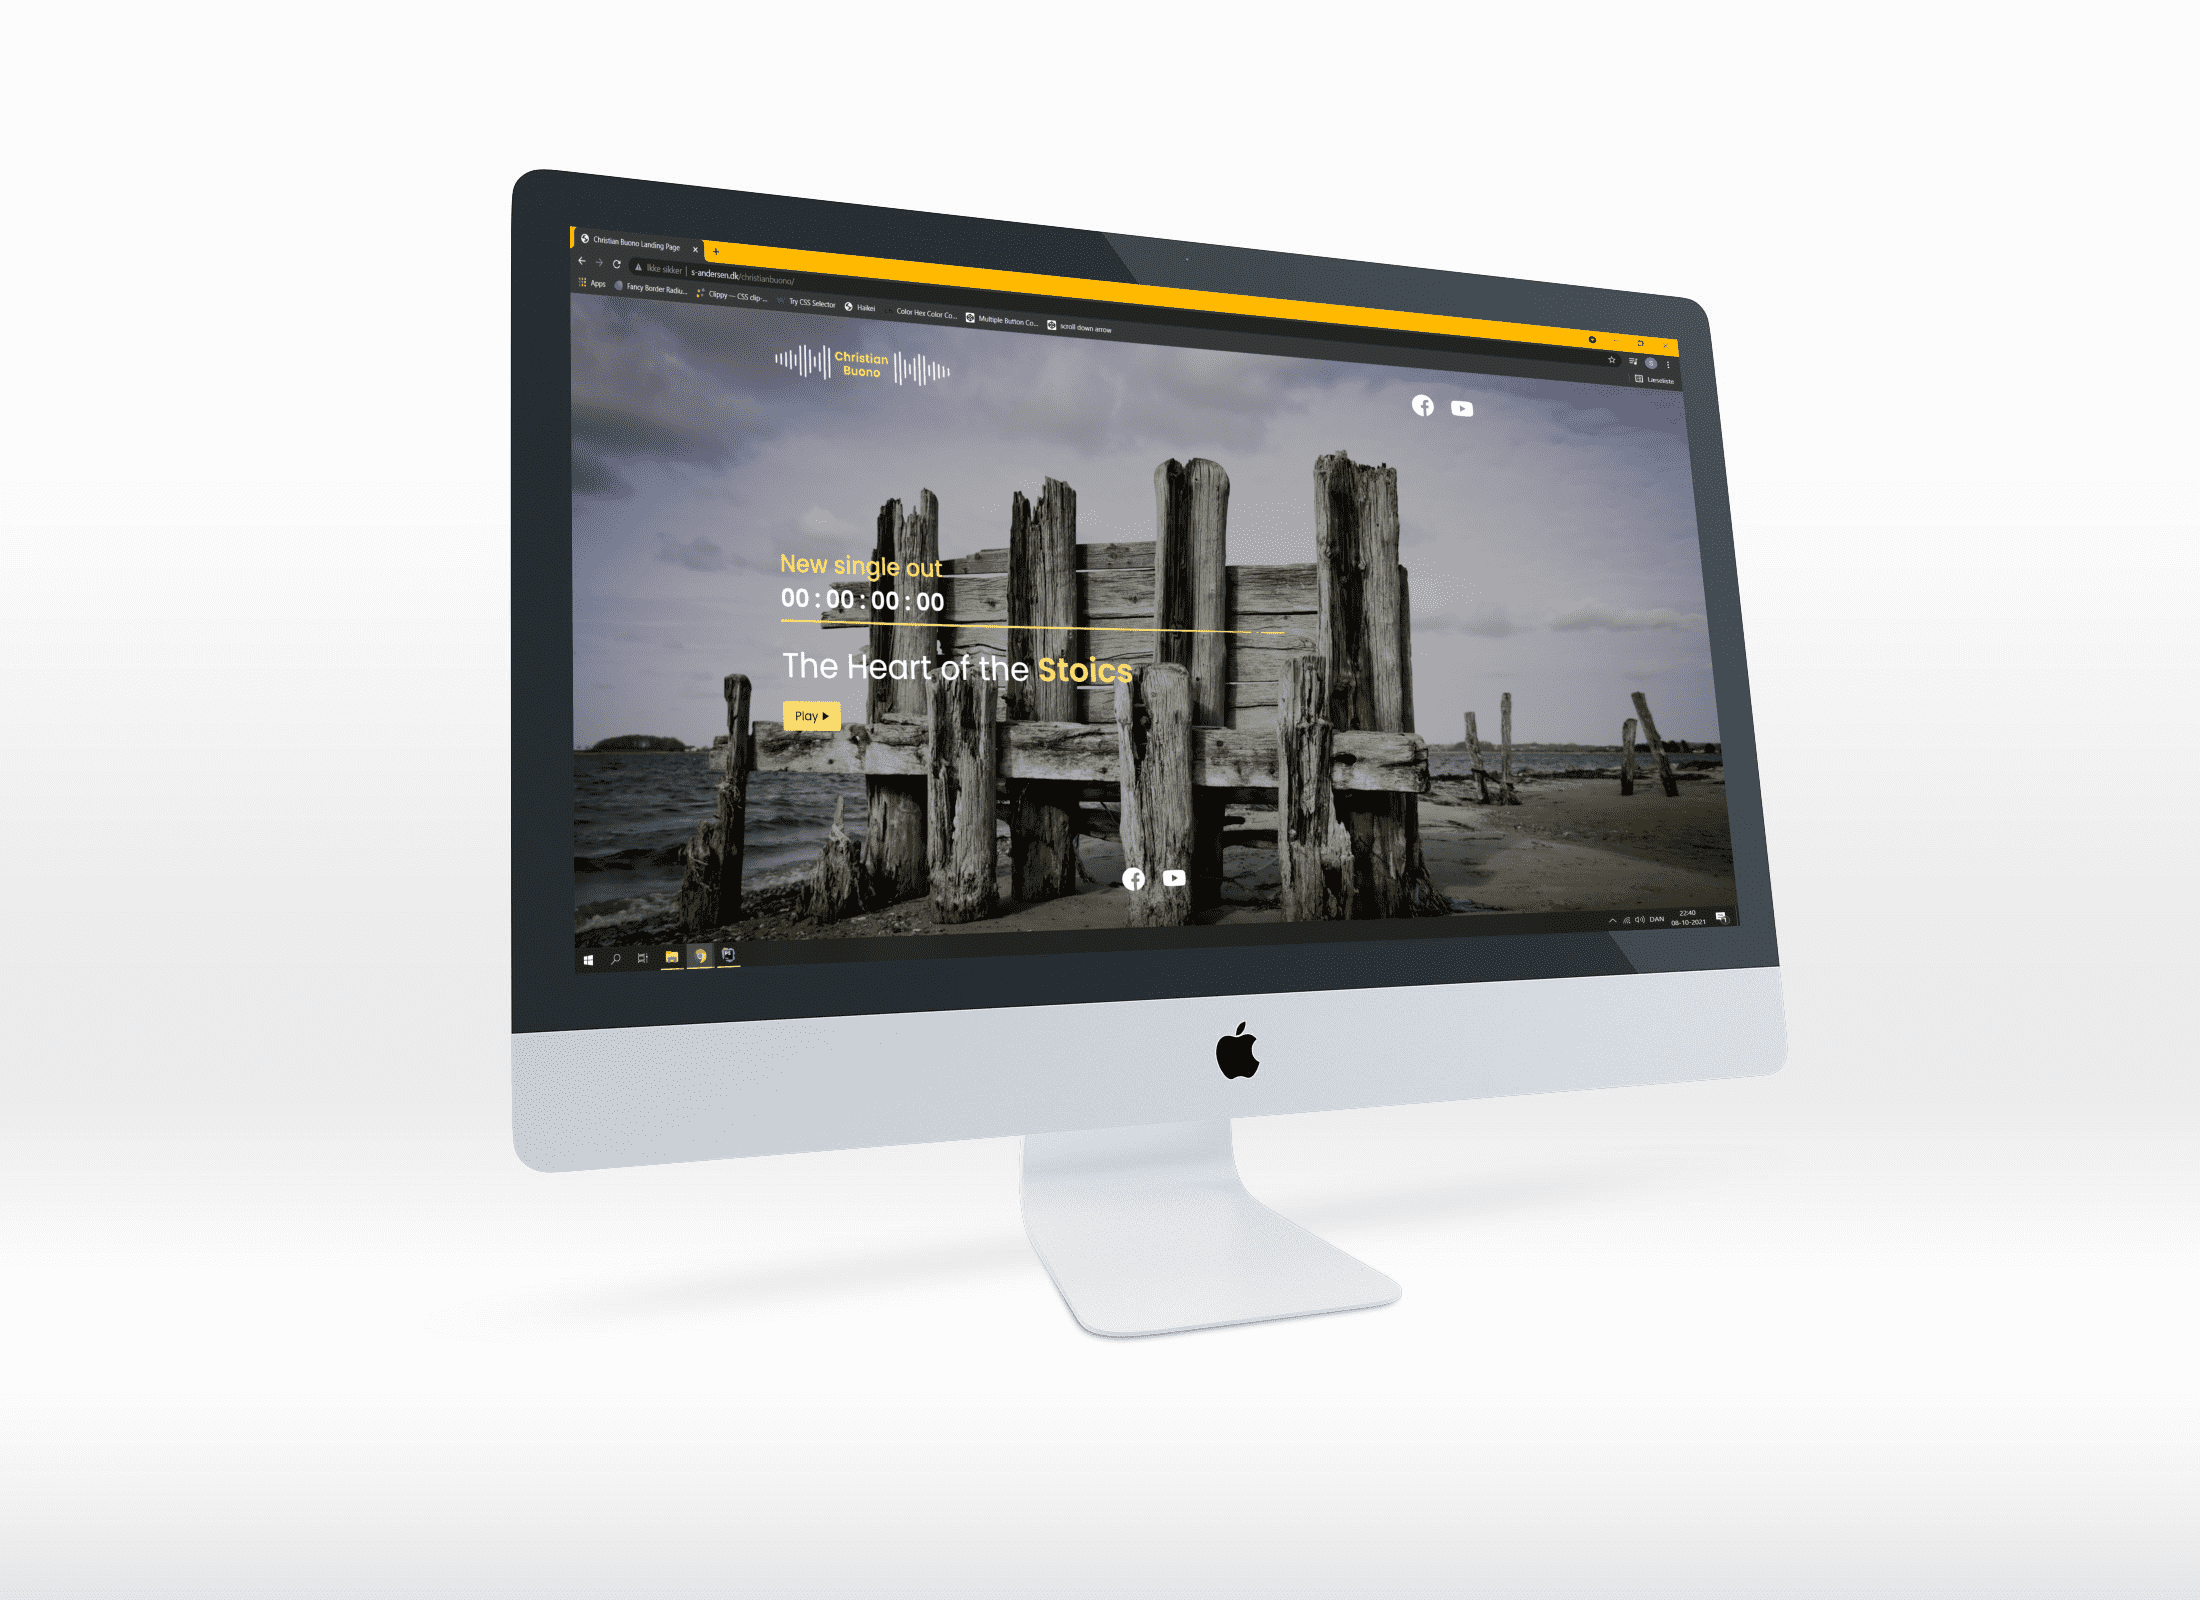 Christian Buono Landing Page
Ikke sikker | s-andersen.dk/christianbuono/
Apps Fancy Border Radiu... Clippy — CSS clip-... Try CSS Selector Haikei Color Hex Color Co... Multiple Button Co... scroll down arrow
Læseliste
Christian
Buono
New single out
00 : 00 : 00 : 00
The Heart of the Stoics
Play
DAN
22:40
08-10-2021